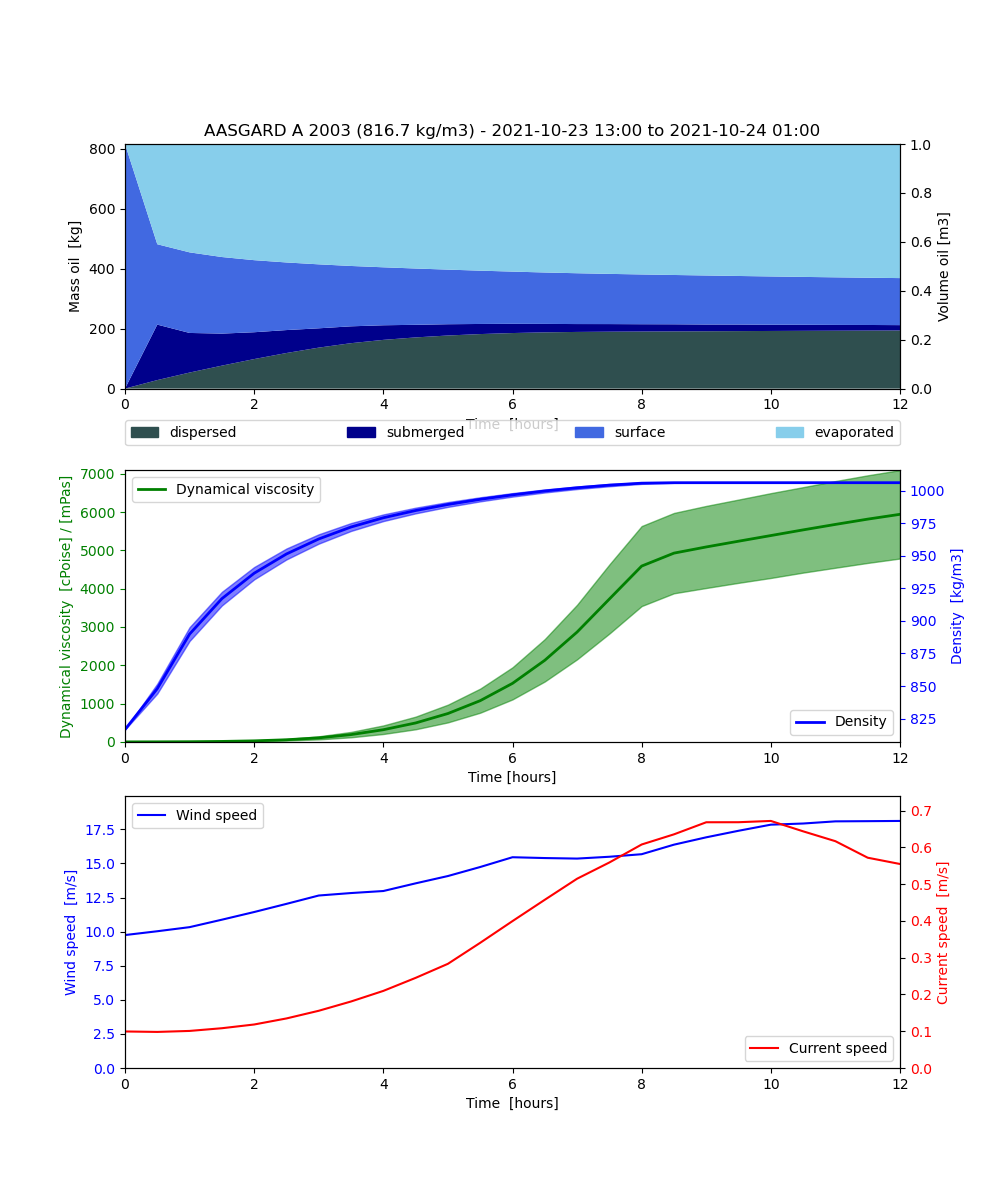 AASGARD A 2003 (816.7 kg/m3) - 2021-10-23 13:00 to 2021-10-24 01:00
Mass oil [kg]
800
600
400
200
0
1.0
0.8
0.6
0.4
0.2
0.0
Volume oil [m3]
0 2 4 6 8 10 12
Time [hours]
dispersed submerged surface evaporated
Dynamical viscosity [cPoise] / [mPas]
7000
6000
5000
4000
3000
2000
1000
0
Dynamical viscosity
1000
975
950
925
900
875
850
825
Density [kg/m3]
Density
0 2 4 6 8 10 12
Time [hours]
Wind speed [m/s]
17.5
15.0
12.5
10.0
7.5
5.0
2.5
0.0
Wind speed
0.7
0.6
0.5
0.4
0.3
0.2
0.1
0.0
Current speed [m/s]
Current speed
0 2 4 6 8 10 12
Time [hours]